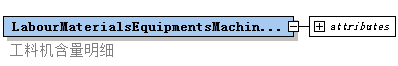 LabourMaterialsEquipmentsMachin... attributes
工料机含量明细